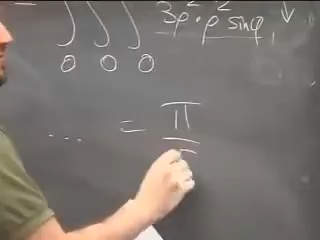 ∫∫∫ 3ρ²·ρ² sinφ ↓
0 0 0
... = π